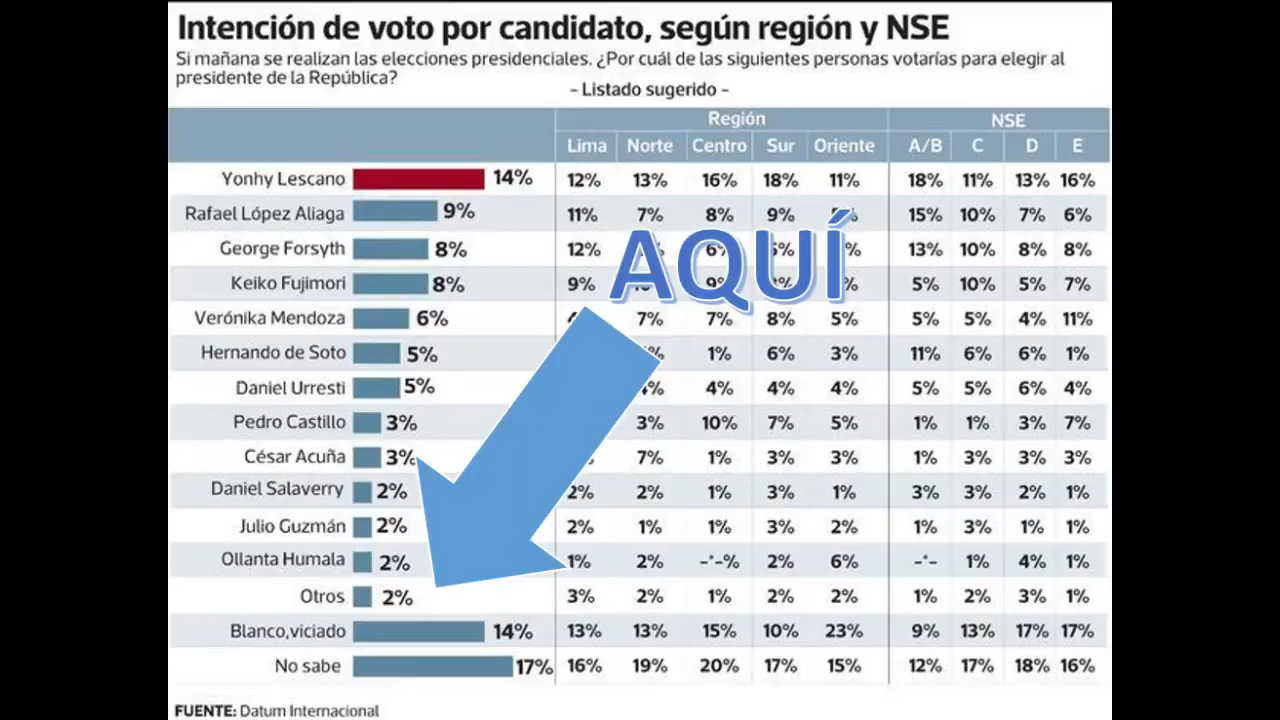 Intención de voto por candidato, según región y NSE
Si mañana se realizan las elecciones presidenciales. ¿Por cuál de las siguientes personas votarías para elegir al
presidente de la República?
- Listado sugerido -
Región NSE
Lima Norte Centro Sur Oriente A/B C D E
Yonhy Lescano 14% 12% 13% 16% 18% 11% 18% 11% 13% 16%
Rafael López Aliaga 9% 11% 7% 8% 9% 15% 10% 7% 6%
George Forsyth 8% 12% 13% 10% 8% 8%
AQUÍ
Keiko Fujimori 8% 9% 5% 10% 5% 7%
Verónika Mendoza 6% 7% 7% 8% 5% 5% 5% 4% 11%
Hernando de Soto 5% 1% 6% 3% 11% 6% 6% 1%
Daniel Urresti 5% 4% 4% 4% 4% 5% 5% 6% 4%
Pedro Castillo 3% 3% 10% 7% 5% 1% 1% 3% 7%
César Acuña 3% 7% 1% 3% 3% 1% 3% 3% 3%
Daniel Salaverry 2% 2% 2% 1% 3% 1% 3% 3% 2% 1%
Julio Guzmán 2% 2% 1% 1% 3% 2% 1% 3% 1% 1%
Ollanta Humala 2% 1% 2% -*-% 2% 6% -*- 1% 4% 1%
Otros 2% 3% 2% 1% 2% 2% 1% 2% 3% 1%
Blanco,viciado 14% 13% 13% 15% 10% 23% 9% 13% 17% 17%
No sabe 17% 16% 19% 20% 17% 15% 12% 17% 18% 16%
FUENTE: Datum Internacional